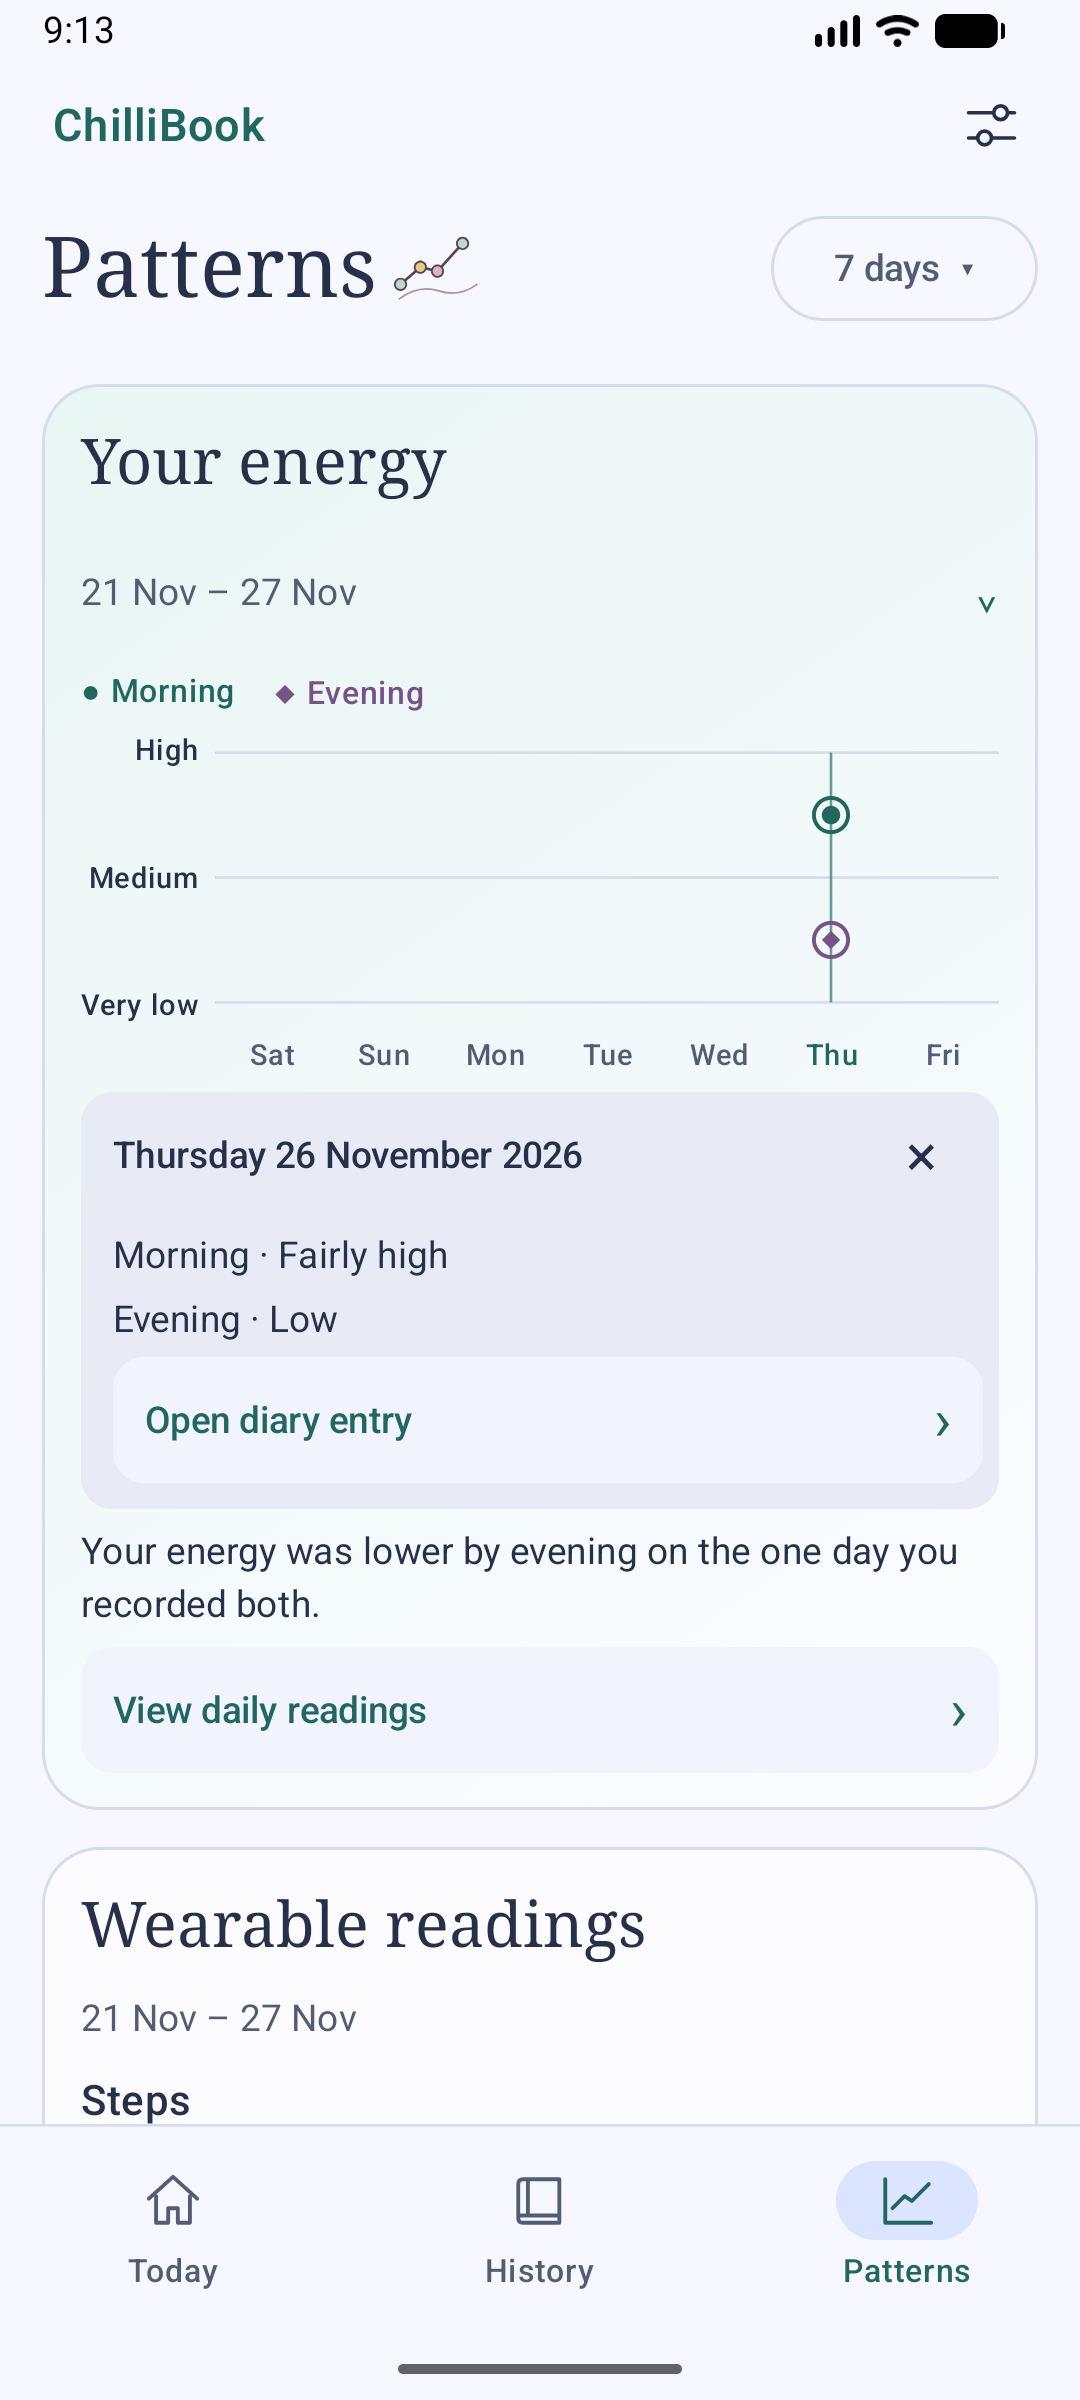 9:13
ChilliBook
Patterns
7 days
Your energy
21 Nov – 27 Nov
Morning
Evening
High
Medium
Very low
Sat Sun Mon Tue Wed Thu Fri
Thursday 26 November 2026
Morning · Fairly high
Evening · Low
Open diary entry
Your energy was lower by evening on the one day you
recorded both.
View daily readings
Wearable readings
21 Nov – 27 Nov
Steps
Today
History
Patterns